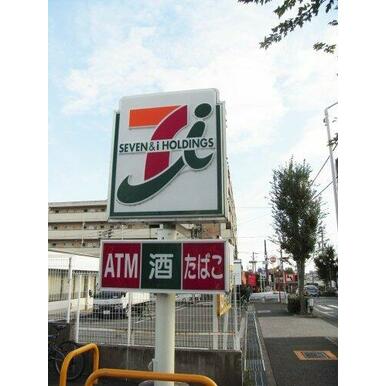 7i
SEVEN & i HOLDINGS
ATM 酒 たばこ